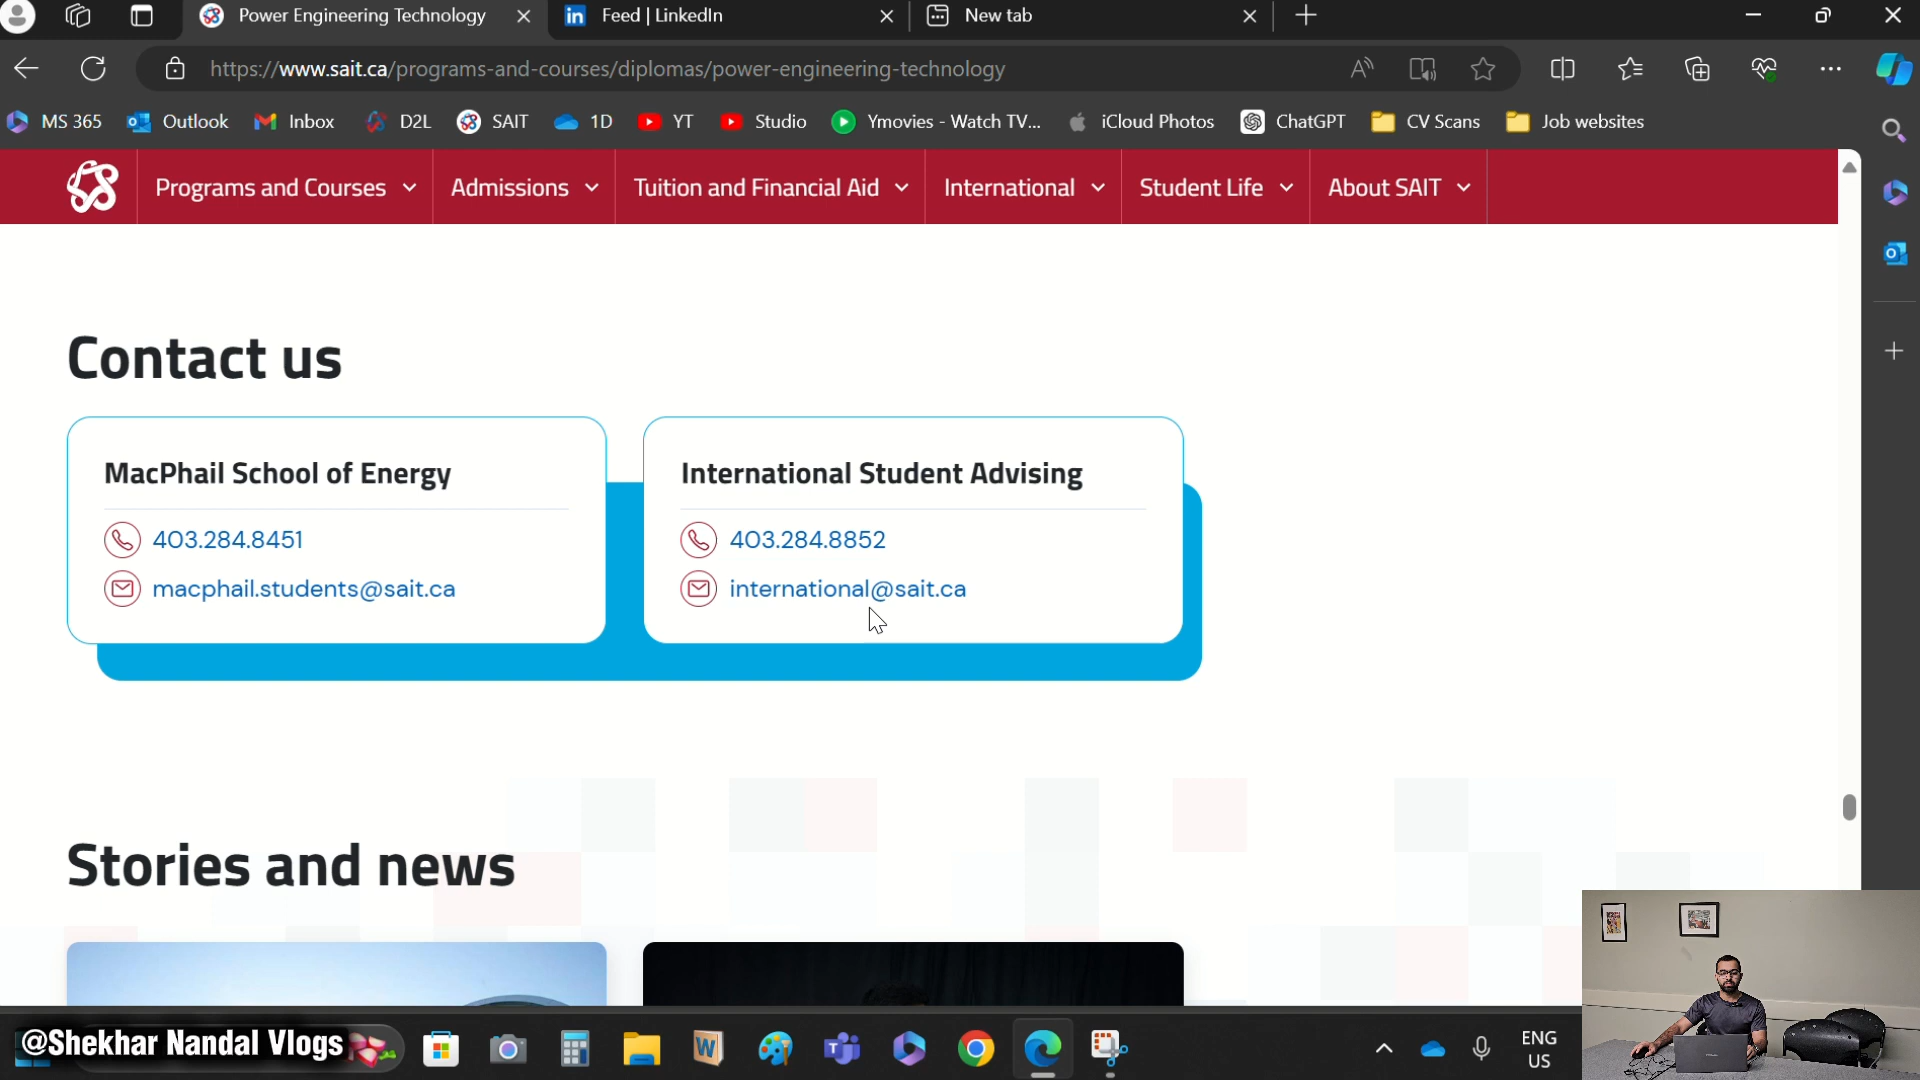 Power Engineering Technology
Feed | LinkedIn
New tab
https://www.sait.ca/programs-and-courses/diplomas/power-engineering-technology
MS 365
Outlook
Inbox
D2L
SAIT
1D
YT
Studio
Ymovies - Watch TV...
iCloud Photos
ChatGPT
CV Scans
Job websites
Programs and Courses
Admissions
Tuition and Financial Aid
International
Student Life
About SAIT
Contact us
MacPhail School of Energy
403.284.8451
macphail.students@sait.ca
International Student Advising
403.284.8852
international@sait.ca
Stories and news
@Shekhar Nandal Vlogs
ENG
US